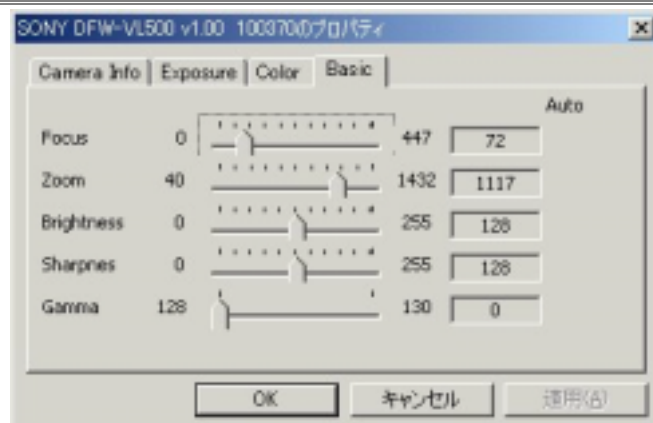 SONY DFW-VL500 v1.00 100370のプロパティ
Camera Info Exposure Color Basic
Auto
Focus 0 447 72
Zoom 40 1432 1117
Brightness 0 255 128
Sharpnes 0 255 128
Gamma 128 130 0
OK キャンセル 適用(A)